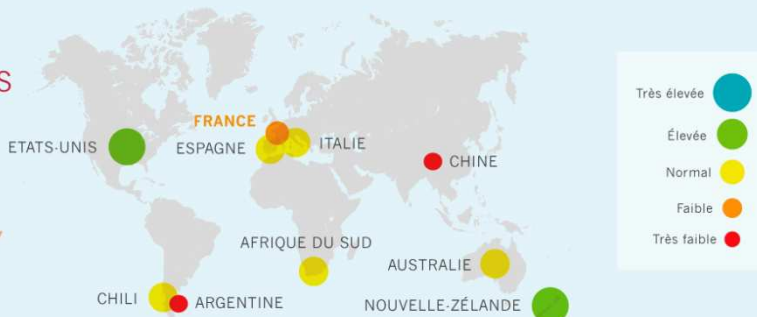 S
FRANCE
ETATS-UNIS
ESPAGNE
ITALIE
CHINE
AFRIQUE DU SUD
AUSTRALIE
CHILI
ARGENTINE
NOUVELLE-ZÉLANDE
Très élevée
Élevée
Normal
Faible
Très faible